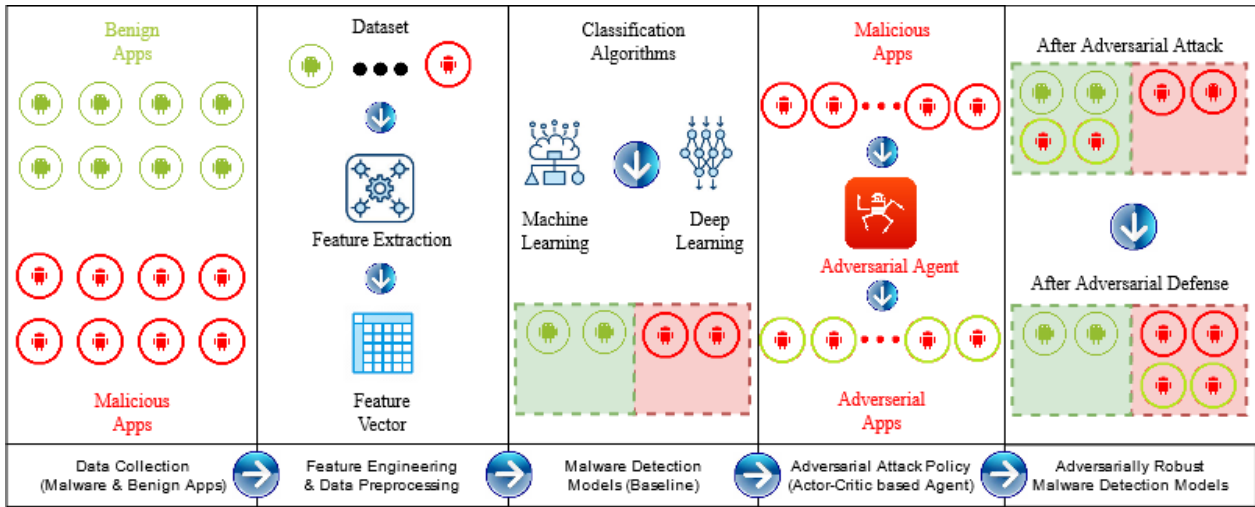 Benign
Apps
Malicious
Apps
Dataset
Feature Extraction
Feature
Vector
Classification
Algorithms
Machine
Learning
Deep
Learning
Malicious
Apps
Adversarial Agent
Adverserial
Apps
After Adversarial Attack
After Adversarial Defense
Data Collection
(Malware & Benign Apps)
Feature Engineering
& Data Preprocessing
Malware Detection
Models (Baseline)
Adversarial Attack Policy
(Actor-Critic based Agent)
Adversarially Robust
Malware Detection Models